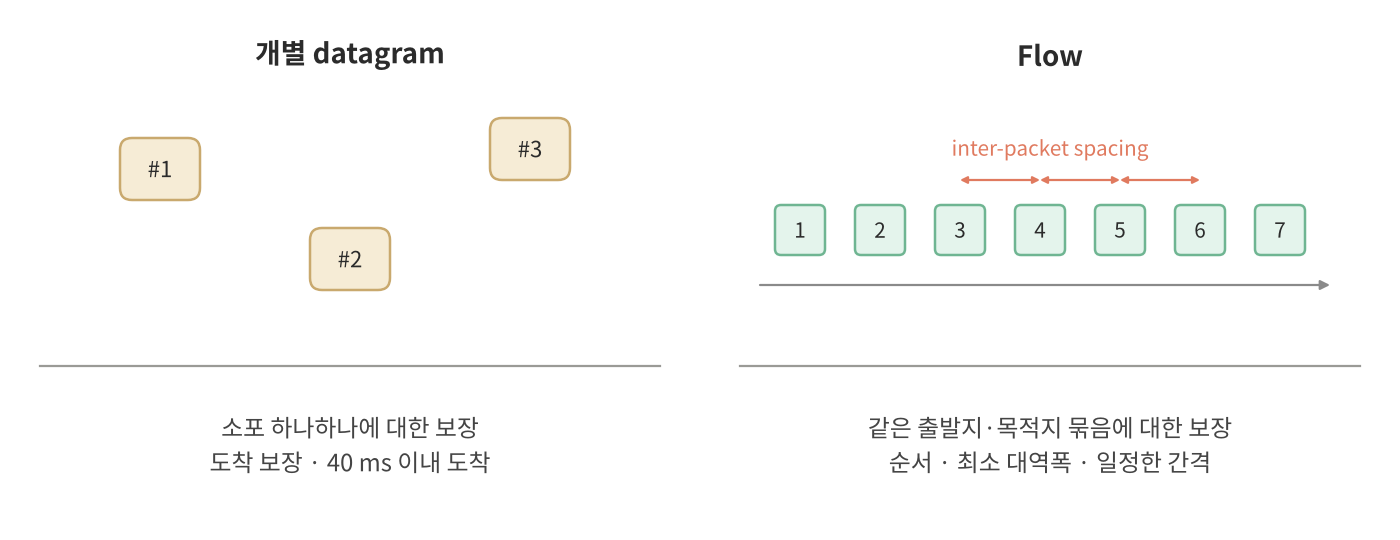 개별 datagram
#1
#2
#3
소포 하나하나에 대한 보장
도착 보장 · 40 ms 이내 도착
Flow
inter-packet spacing
1 2 3 4 5 6 7
같은 출발지·목적지 묶음에 대한 보장
순서 · 최소 대역폭 · 일정한 간격